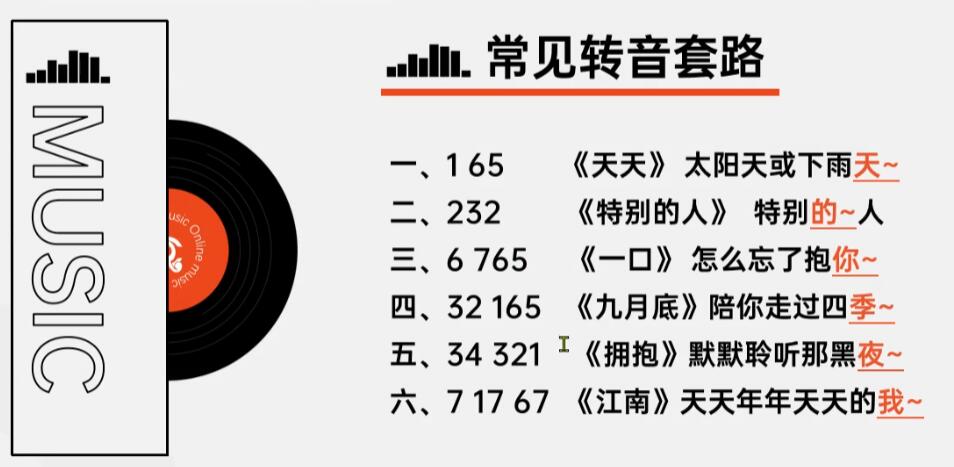 MUSIC
usic Online music
常见转音套路
一、1 65 《天天》 太阳天或下雨天~
二、232 《特别的人》 特别的~人
三、6 765 《一口》 怎么忘了抱你~
四、32 165 《九月底》陪你走过四季~
五、34 321 《拥抱》默默聆听那黑夜~
六、7 17 67 《江南》天天年年天天的我~